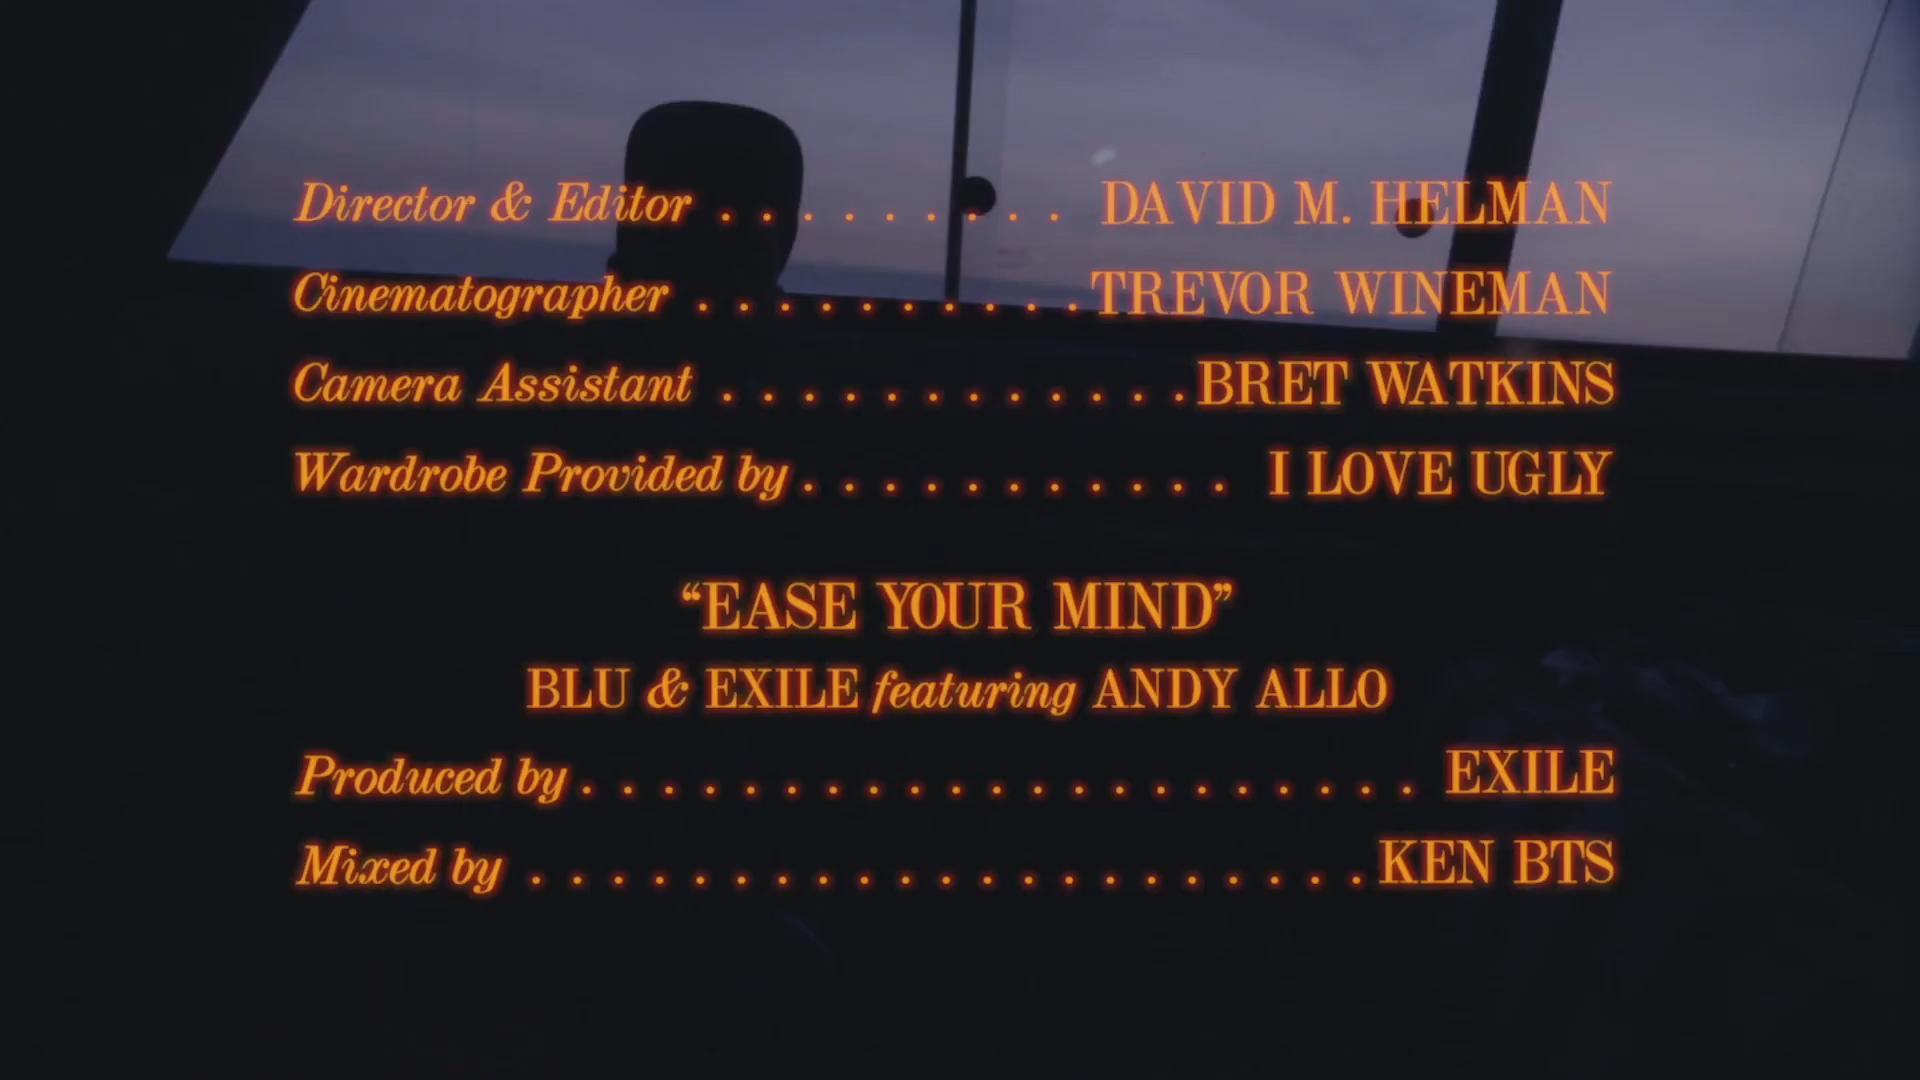 Director & Editor . . . . . . . . . DAVID M. HELMAN
Cinematographer . . . . . . . . . . TREVOR WINEMAN
Camera Assistant . . . . . . . . . . . . BRET WATKINS
Wardrobe Provided by . . . . . . . . . . . I LOVE UGLY
“EASE YOUR MIND”
BLU & EXILE featuring ANDY ALLO
Produced by . . . . . . . . . . . . . . . . . . . . . EXILE
Mixed by . . . . . . . . . . . . . . . . . . . . . KEN BTS